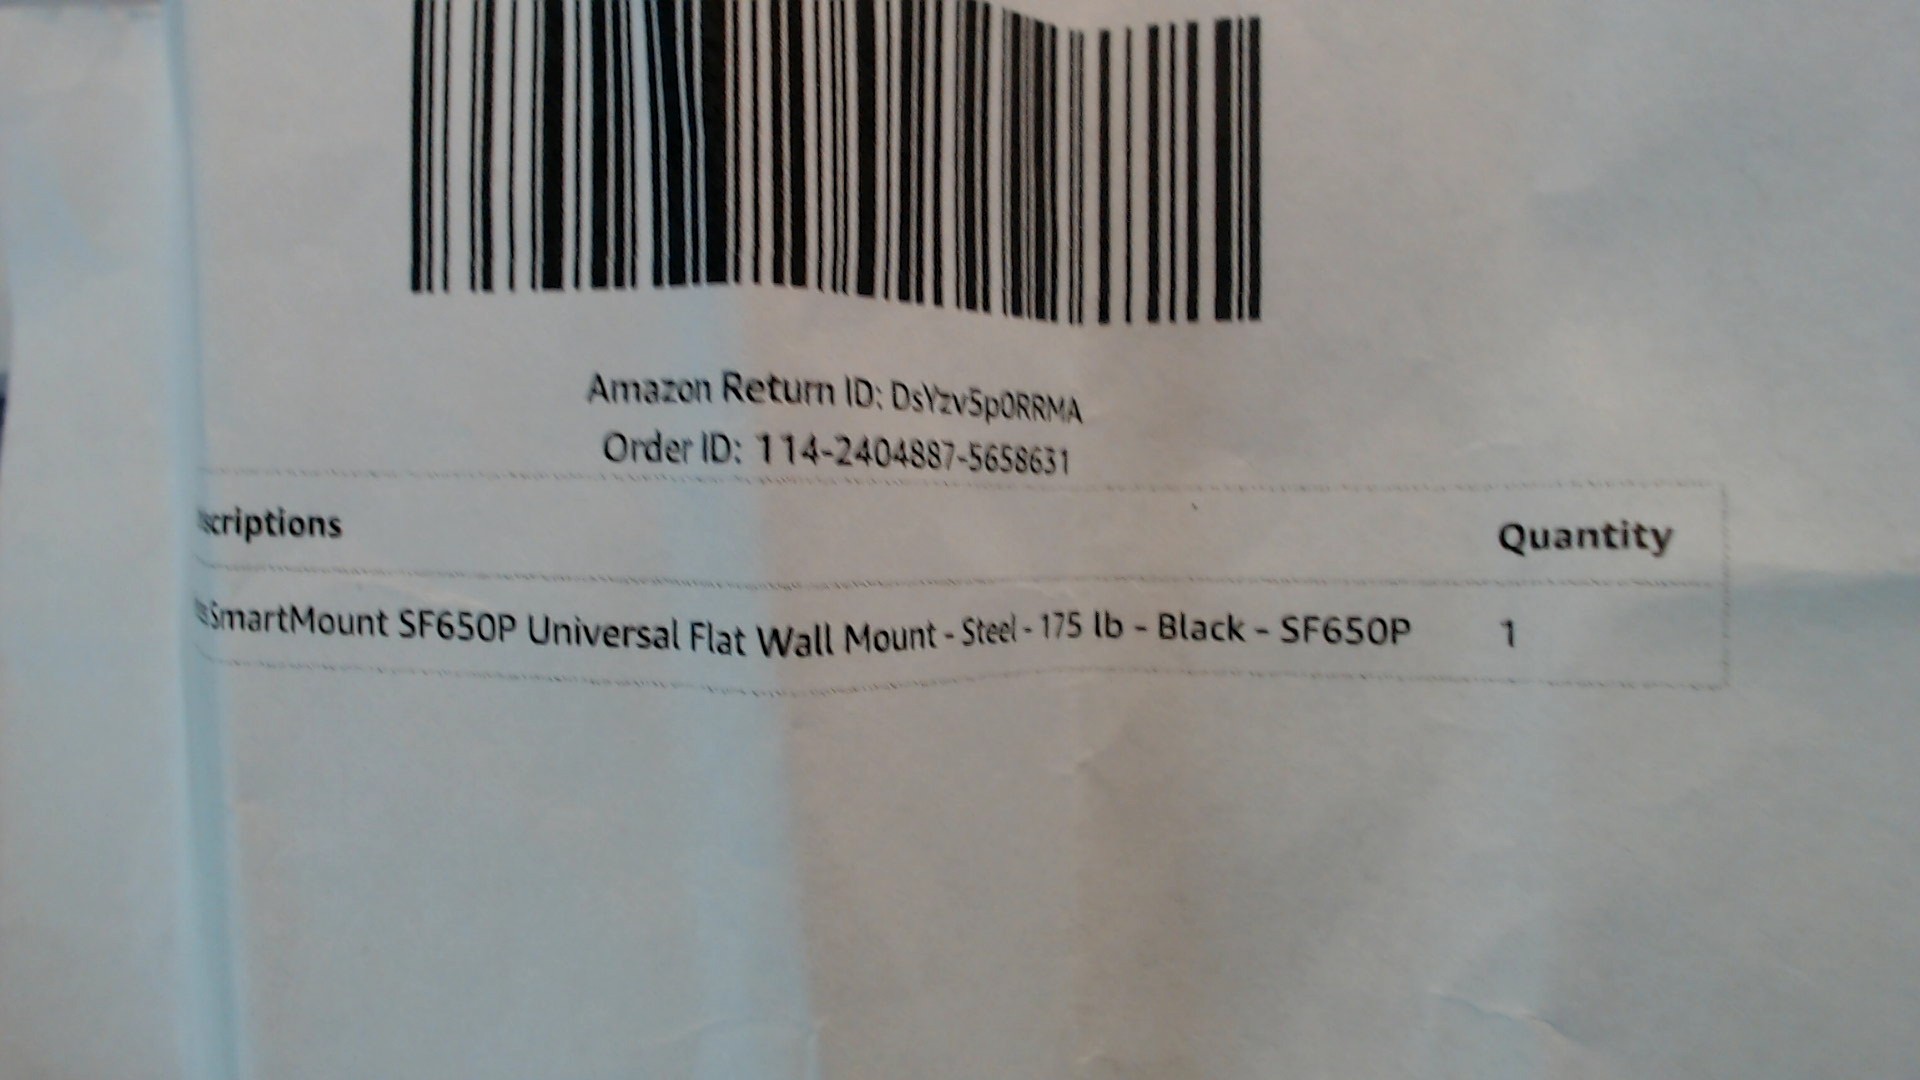 Amazon Return ID: DsYzv5p0RRMA
Order ID: 114-2404887-5658631
scriptions Quantity
SmartMount SF650P Universal Flat Wall Mount - Steel - 175 lb - Black - SF650P 1